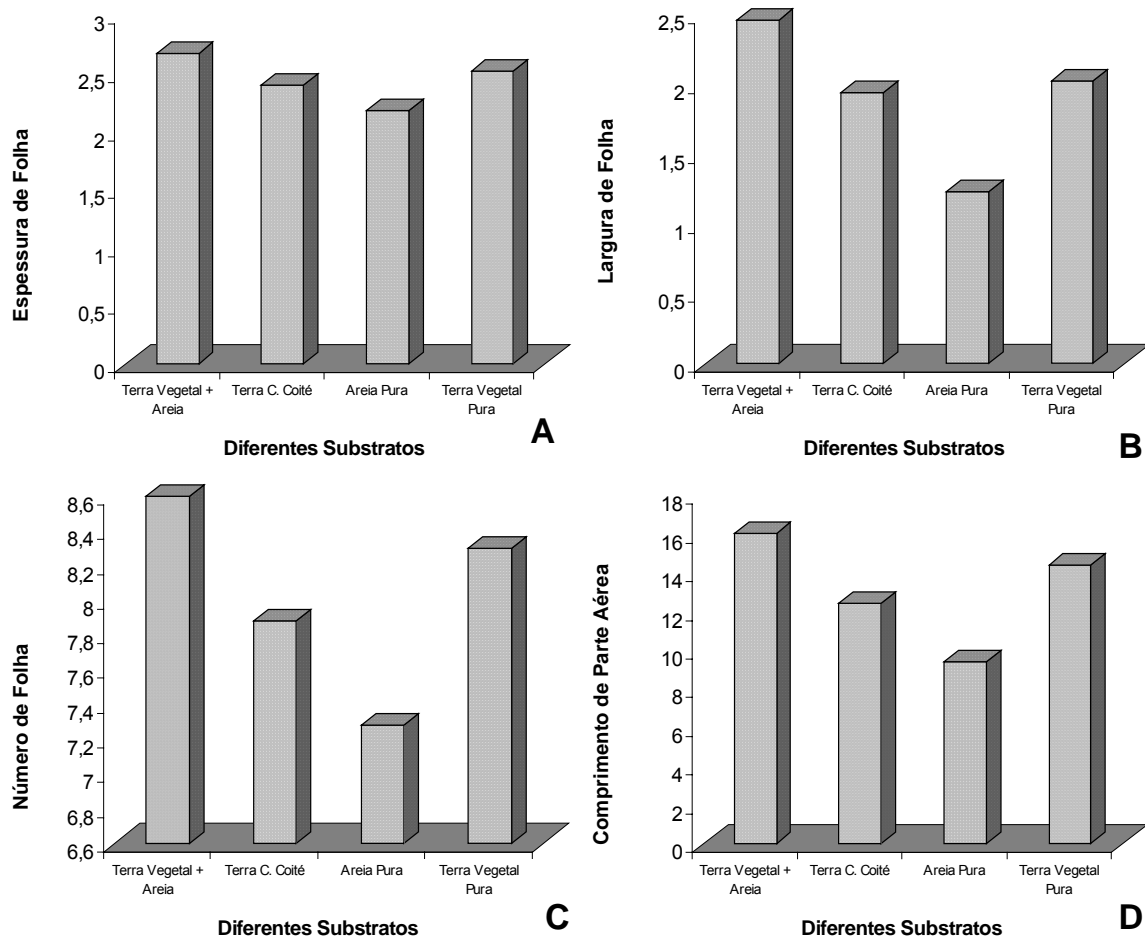 3
2,5
2
1,5
1
0,5
0
Espessura de Folha
Terra Vegetal +
Areia
Terra C. Coité
Areia Pura
Terra Vegetal
Pura
Diferentes Substratos
A
2,5
2
1,5
1
0,5
0
Largura de Folha
Terra Vegetal +
Areia
Terra C. Coité
Areia Pura
Terra Vegetal
Pura
Diferentes Substratos
B
8,6
8,4
8,2
8
7,8
7,6
7,4
7,2
7
6,8
6,6
Número de Folha
Terra Vegetal +
Areia
Terra C. Coité
Areia Pura
Terra Vegetal
Pura
Diferentes Substratos
C
18
16
14
12
10
8
6
4
2
0
Comprimento de Parte Aérea
Terra Vegetal +
Areia
Terra C. Coité
Areia Pura
Terra Vegetal
Pura
Diferentes Substratos
D